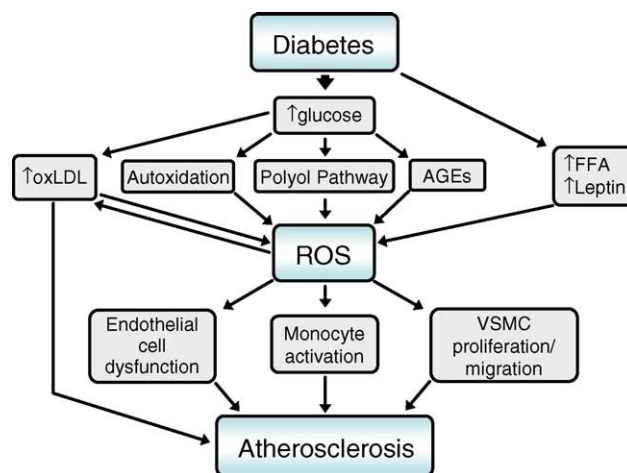 Diabetes
↑glucose
↑oxLDL
Autoxidation
Polyol Pathway
AGEs
↑FFA
↑Leptin
ROS
Endothelial
cell
dysfunction
Monocyte
activation
VSMC
proliferation/
migration
Atherosclerosis